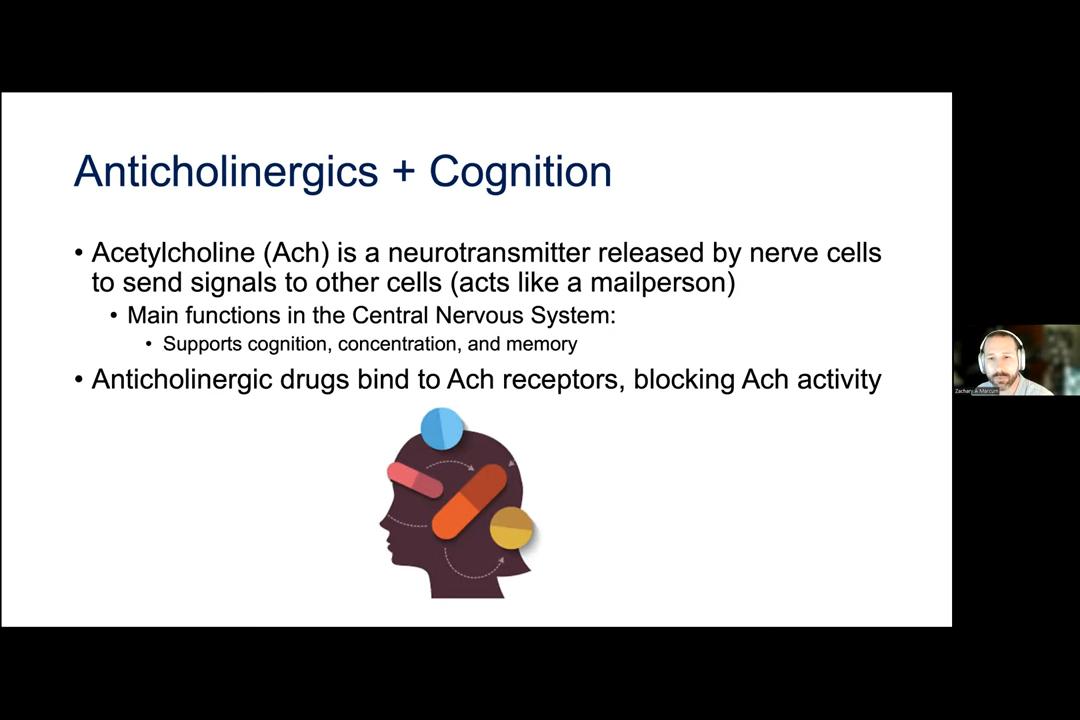 Anticholinergics + Cognition
• Acetylcholine (Ach) is a neurotransmitter released by nerve cells
to send signals to other cells (acts like a mailperson)
• Main functions in the Central Nervous System:
• Supports cognition, concentration, and memory
• Anticholinergic drugs bind to Ach receptors, blocking Ach activity
Zachary A Marcum